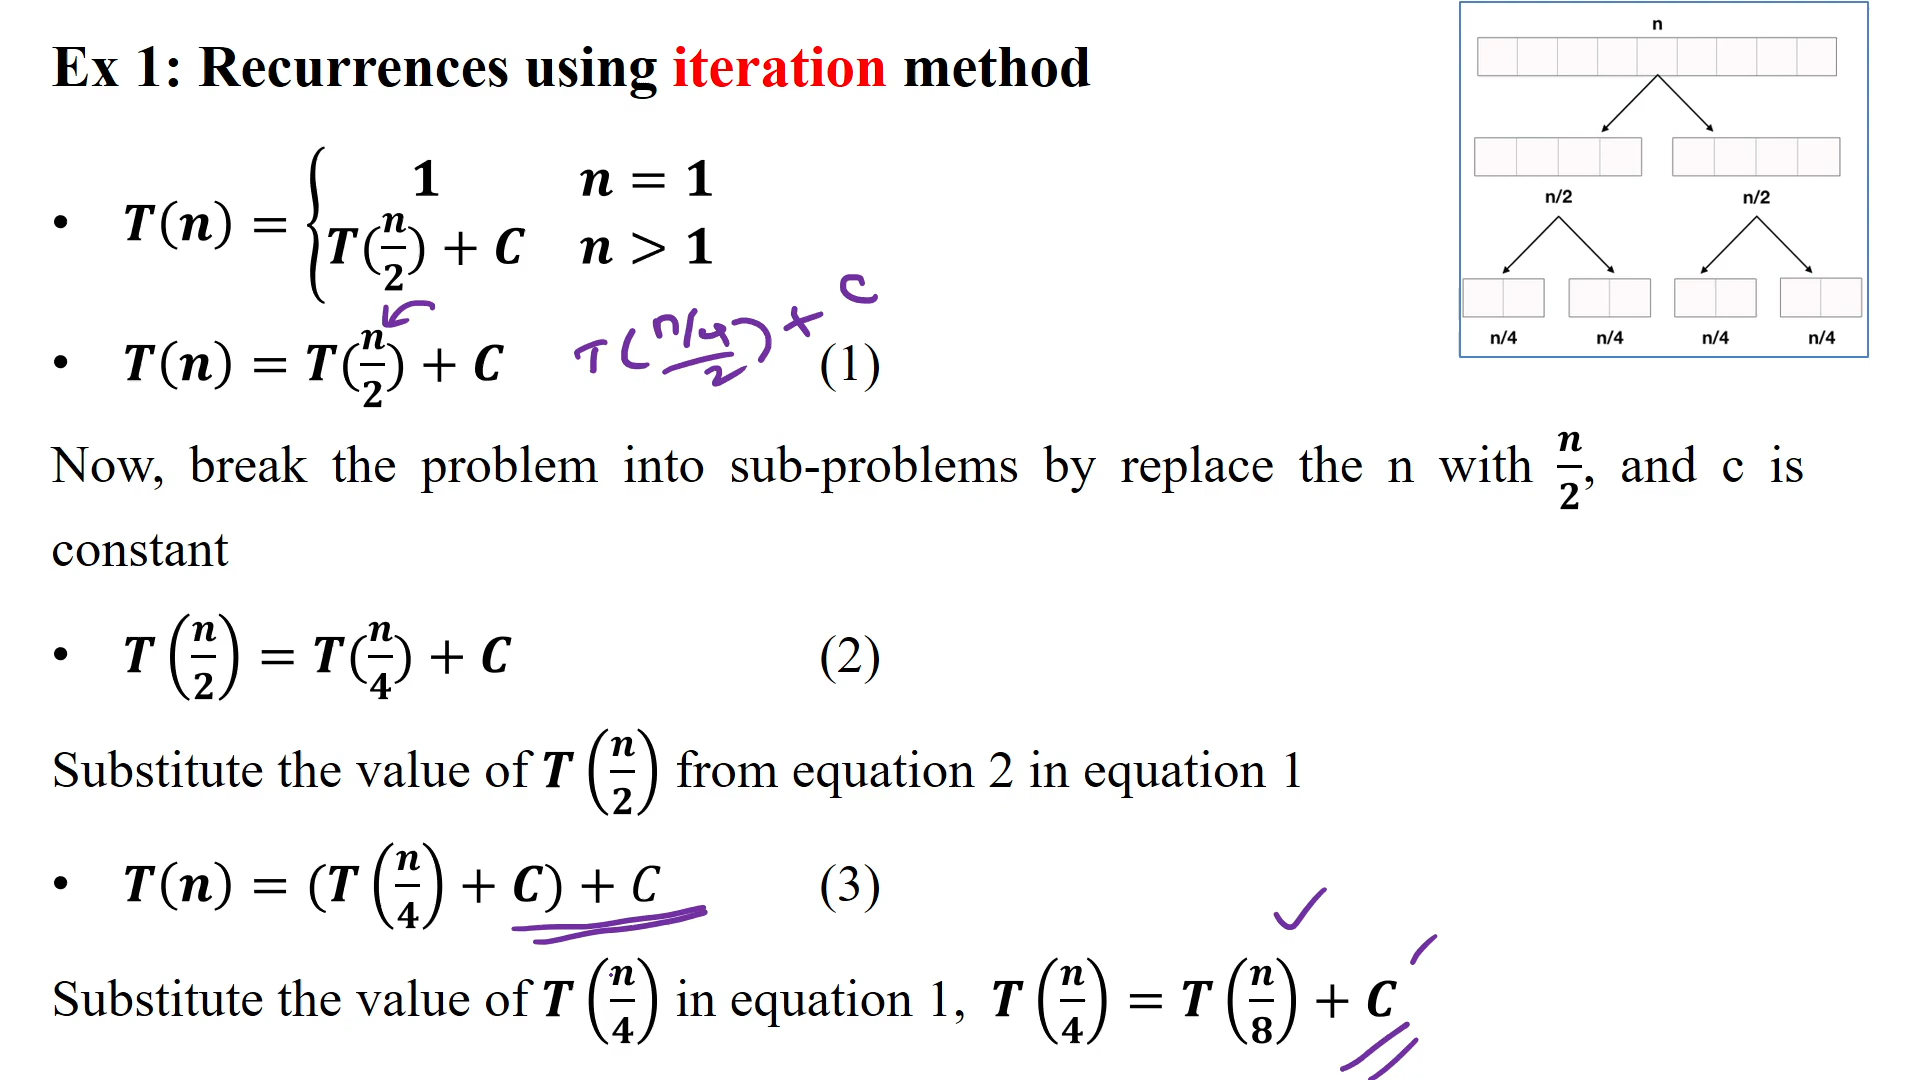 Ex 1: Recurrences using iteration method
n
n/2 n/2
n/4 n/4 n/4 n/4
• T(n) = { 1 n = 1
T(n/2) + C n > 1
• T(n) = T(n/2) + C (1)
T((n/4)/2) + C
Now, break the problem into sub-problems by replace the n with n/2, and c is
constant
• T(n/2) = T(n/4) + C (2)
Substitute the value of T(n/2) from equation 2 in equation 1
• T(n) = (T(n/4) + C) + C (3)
Substitute the value of T(n/4) in equation 1, T(n/4) = T(n/8) + C